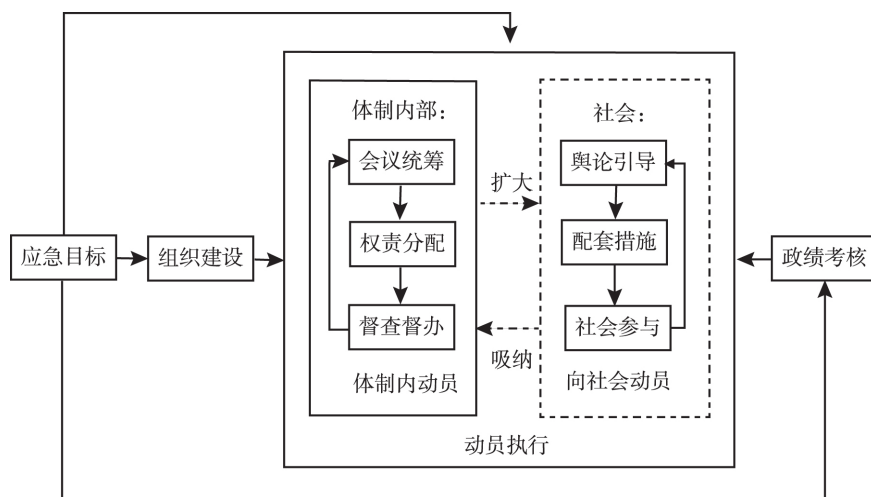 体制内部：
社会：
会议统筹
舆论引导
扩大
应急目标
组织建设
权责分配
配套措施
政绩考核
督查督办
社会参与
吸纳
体制内动员
向社会动员
动员执行